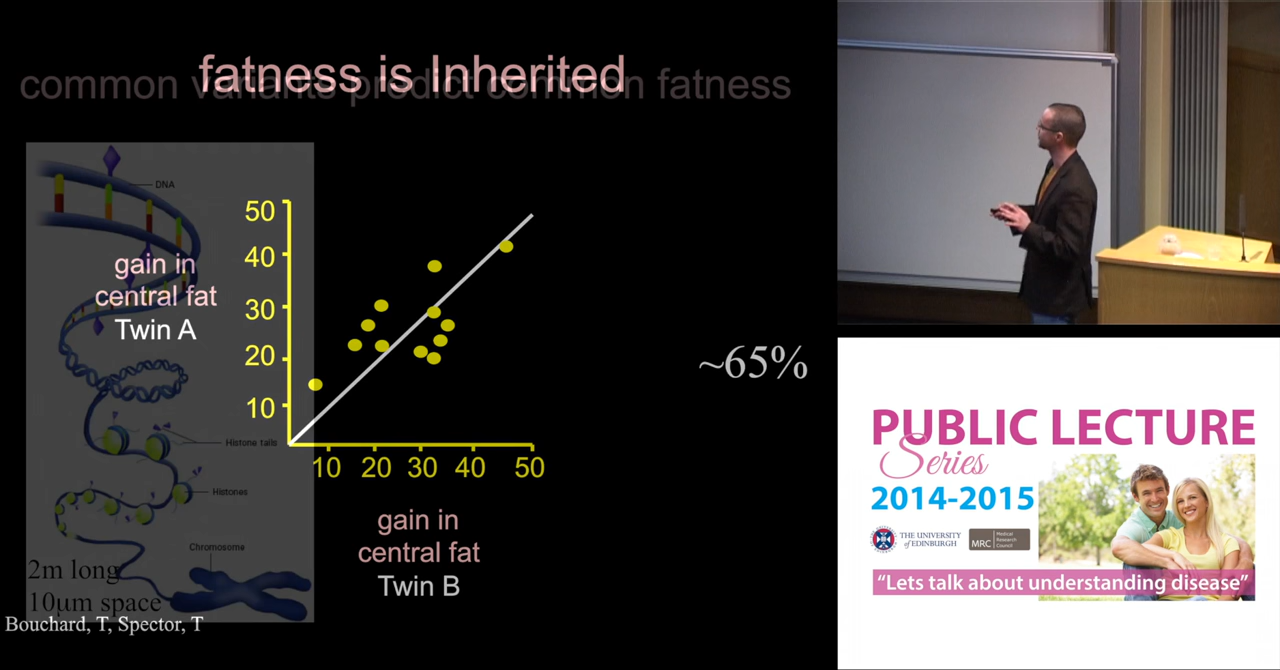 fatness is Inherited
common variants predict common fatness
DNA
50
40
30
20
10
gain in
central fat
Twin A
~65%
Histone tails
10 20 30 40 50
Histones
gain in
central fat
Twin B
Chromosome
2m long
10µm space
Bouchard, T, Spector, T
PUBLIC LECTURE
Series
2014-2015
THE UNIVERSITY
of EDINBURGH
MRC
Medical
Research
Council
“Lets talk about understanding disease”